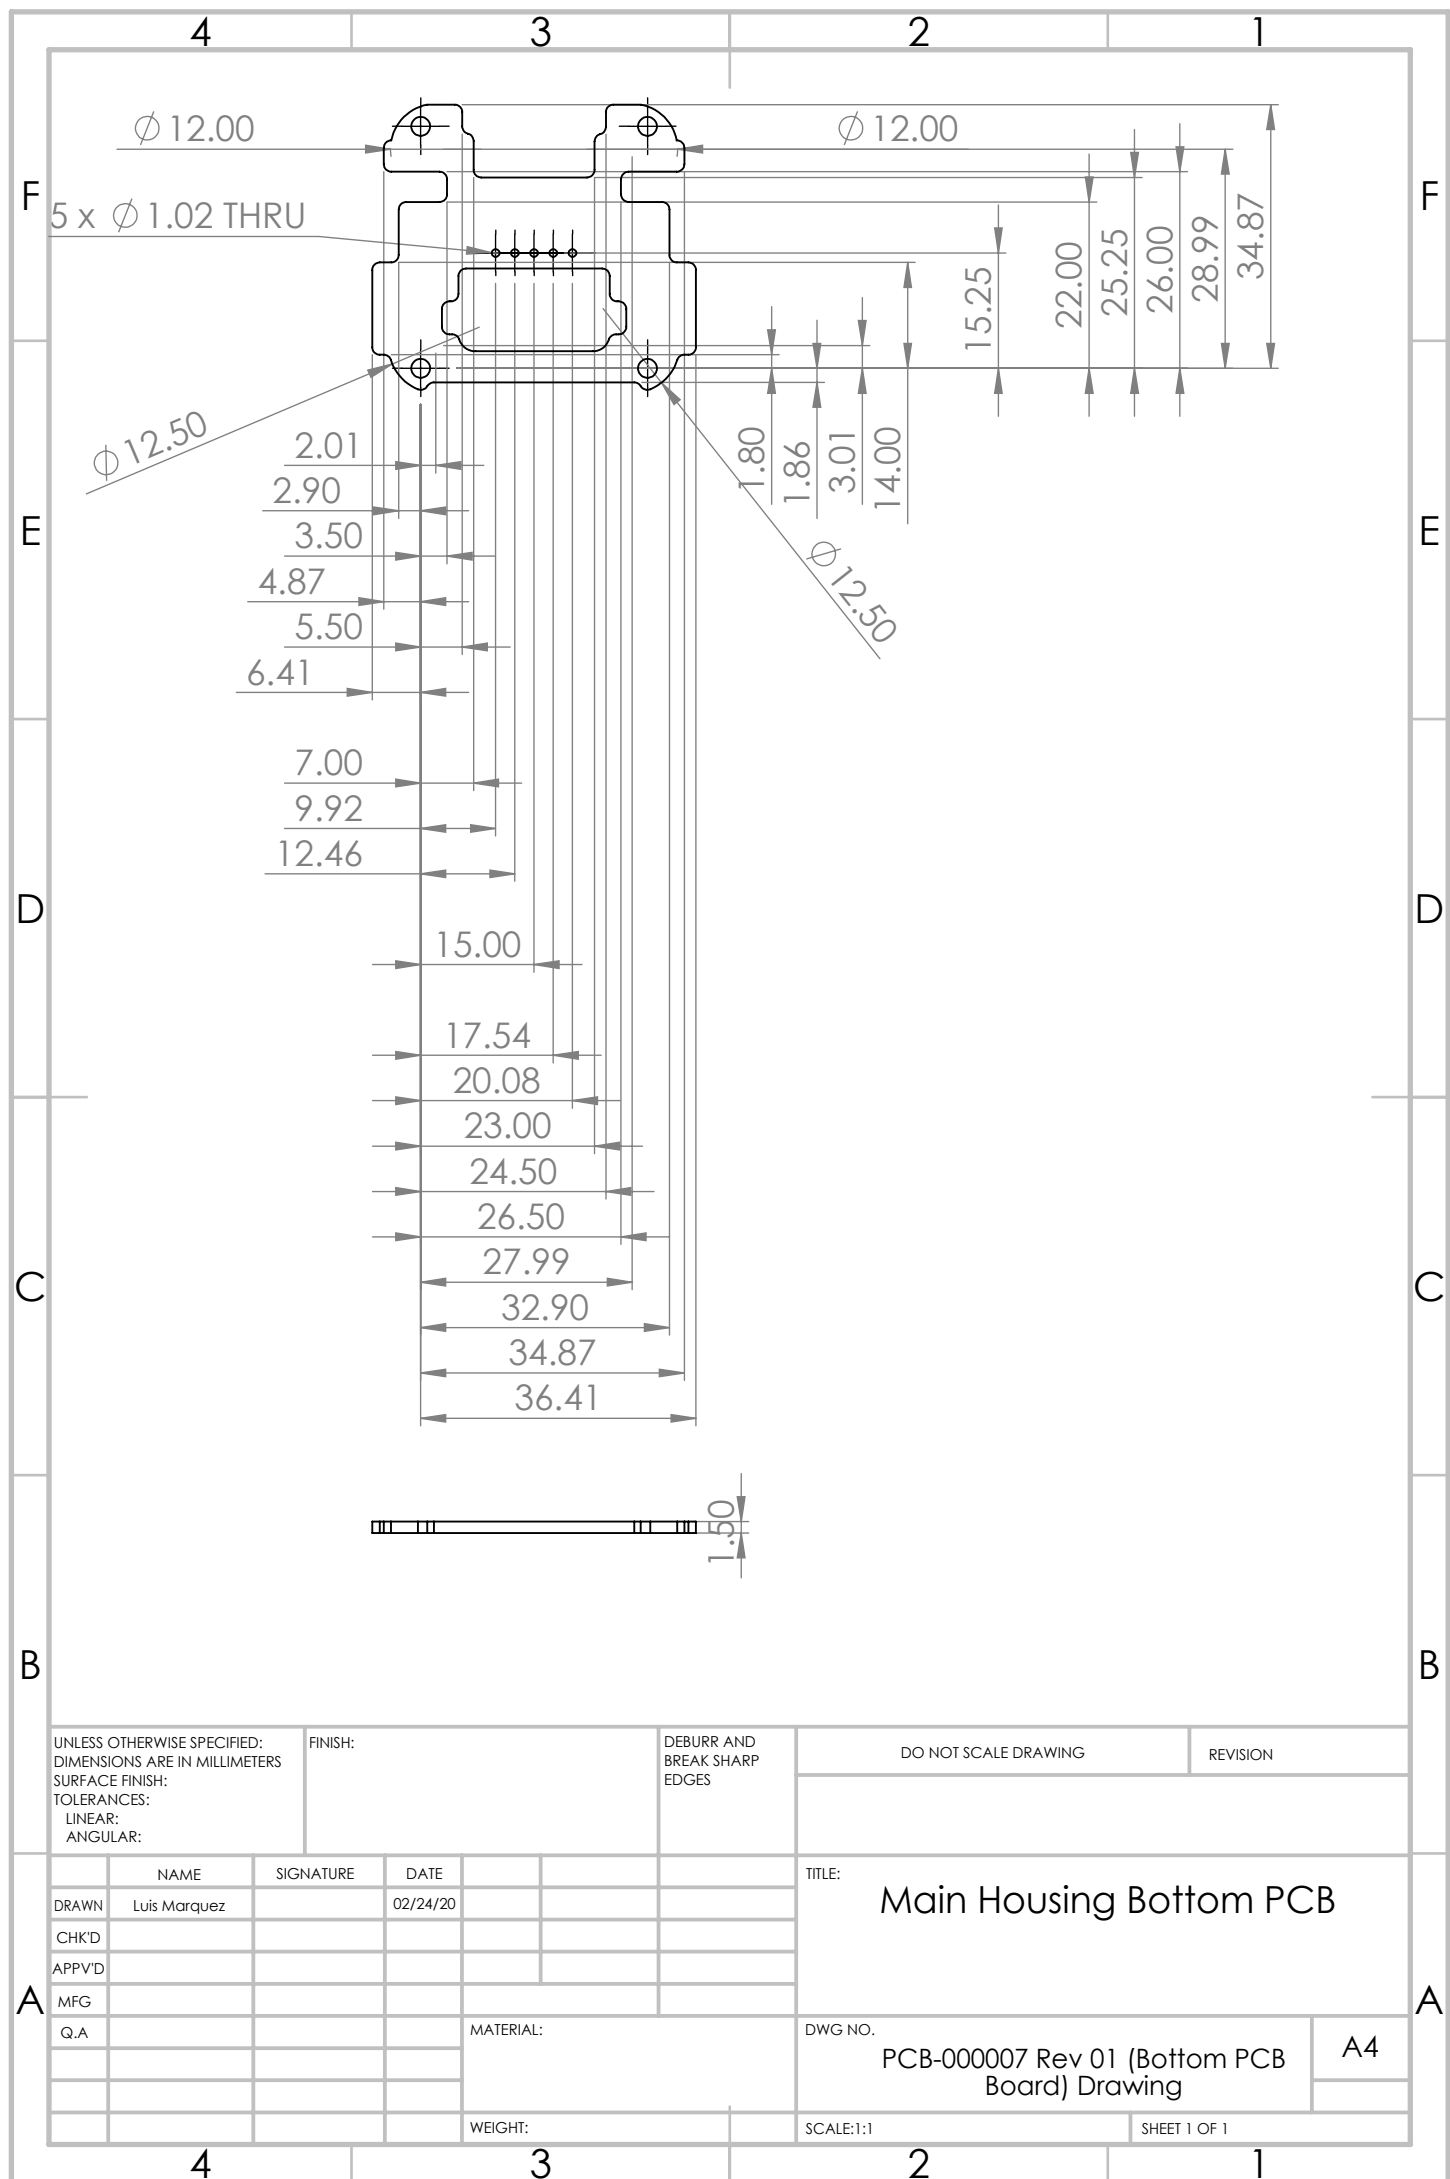 4 3 2 1
⌀ 12.00
⌀ 12.00
F
F
5 x ⌀ 1.02 THRU
15.25
22.00
25.25
26.00
28.99
34.87
⌀ 12.50
1.80
1.86
3.01
14.00
⌀ 12.50
E
E
2.01
2.90
3.50
4.87
5.50
6.41
7.00
9.92
12.46
D
D
15.00
17.54
20.08
23.00
24.50
26.50
27.99
C
C
32.90
34.87
36.41
1.50
B
B
UNLESS OTHERWISE SPECIFIED:
DIMENSIONS ARE IN MILLIMETERS
SURFACE FINISH:
TOLERANCES:
LINEAR:
ANGULAR:
FINISH:
DEBURR AND
BREAK SHARP
EDGES
DO NOT SCALE DRAWING
REVISION
NAME SIGNATURE DATE
DRAWN Luis Marquez 02/24/20
CHK'D
APPV'D
MFG
Q.A
A
A
TITLE:
Main Housing Bottom PCB
MATERIAL:
DWG NO.
PCB-000007 Rev 01 (Bottom PCB
Board) Drawing
A4
WEIGHT:
SCALE:1:1
SHEET 1 OF 1
4 3 2 1